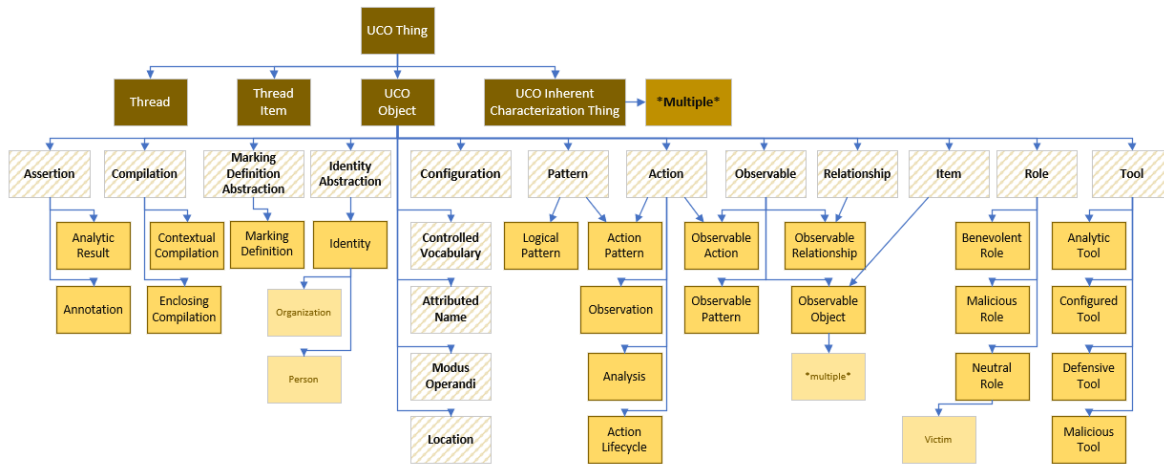 UCO Thing
Thread
Thread
Item
UCO
Object
UCO Inherent
Characterization Thing
*Multiple*
Assertion
Compilation
Marking
Definition
Abstraction
Identity
Abstraction
Configuration
Pattern
Action
Observable
Relationship
Item
Role
Tool
Analytic
Result
Contextual
Compilation
Marking
Definition
Identity
Controlled
Vocabulary
Logical
Pattern
Action
Pattern
Observable
Action
Observable
Relationship
Benevolent
Role
Analytic
Tool
Annotation
Enclosing
Compilation
Organization
Attributed
Name
Observation
Observable
Pattern
Observable
Object
Malicious
Role
Configured
Tool
Person
Modus
Operandi
Analysis
*multiple*
Neutral
Role
Defensive
Tool
Location
Action
Lifecycle
Victim
Malicious
Tool